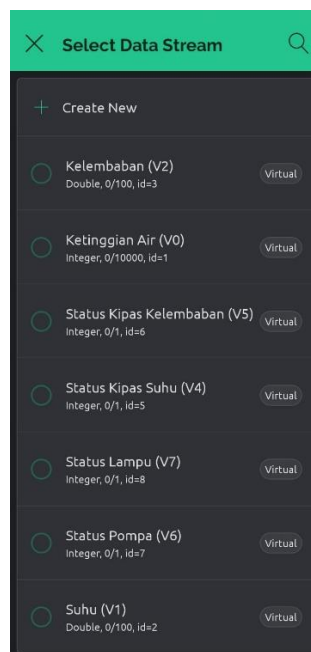 Select Data Stream
Create New
Kelembaban (V2)
Double, 0/100, id=3
Virtual
Ketinggian Air (V0)
Integer, 0/10000, id=1
Virtual
Status Kipas Kelembaban (V5)
Integer, 0/1, id=6
Virtual
Status Kipas Suhu (V4)
Integer, 0/1, id=5
Virtual
Status Lampu (V7)
Integer, 0/1, id=8
Virtual
Status Pompa (V6)
Integer, 0/1, id=7
Virtual
Suhu (V1)
Double, 0/100, id=2
Virtual